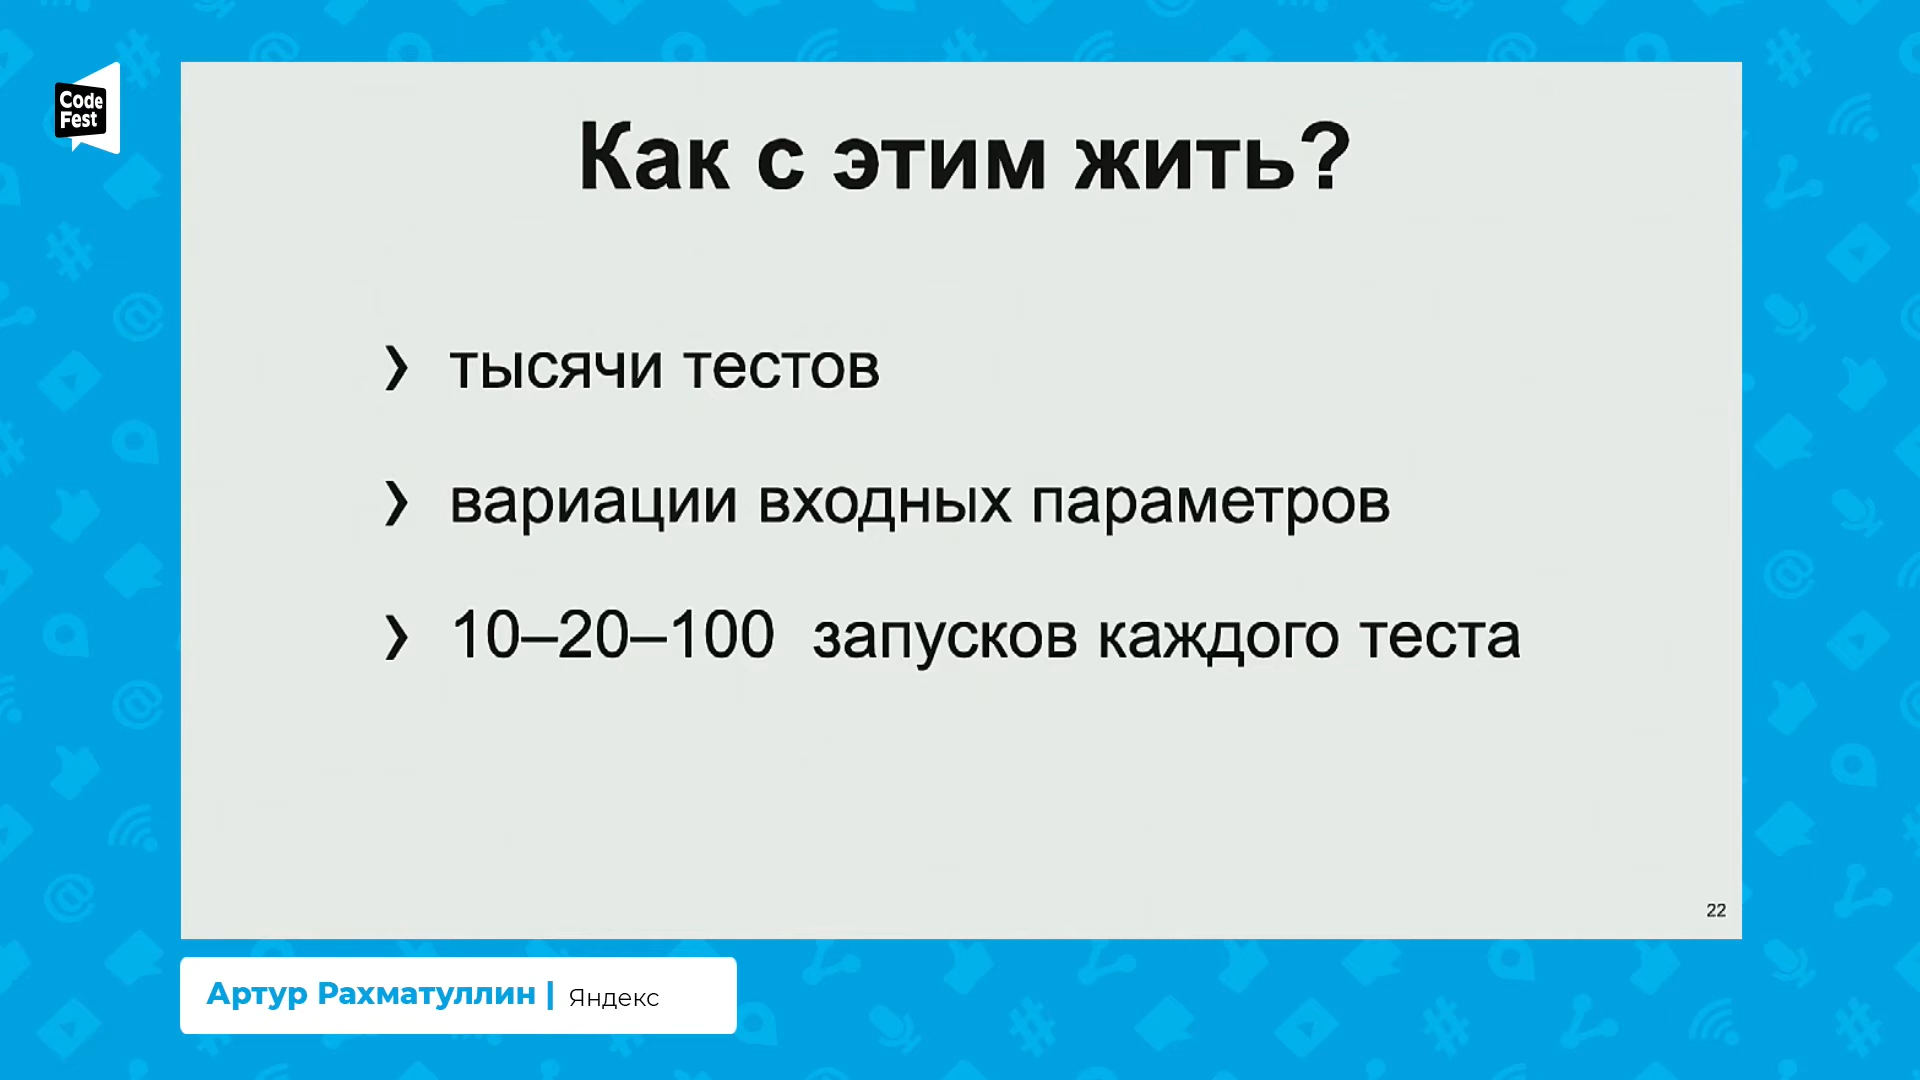 Code
Fest
Как с этим жить?
❯ тысячи тестов
❯ вариации входных параметров
❯ 10–20–100 запусков каждого теста
22
Артур Рахматуллин | Яндекс